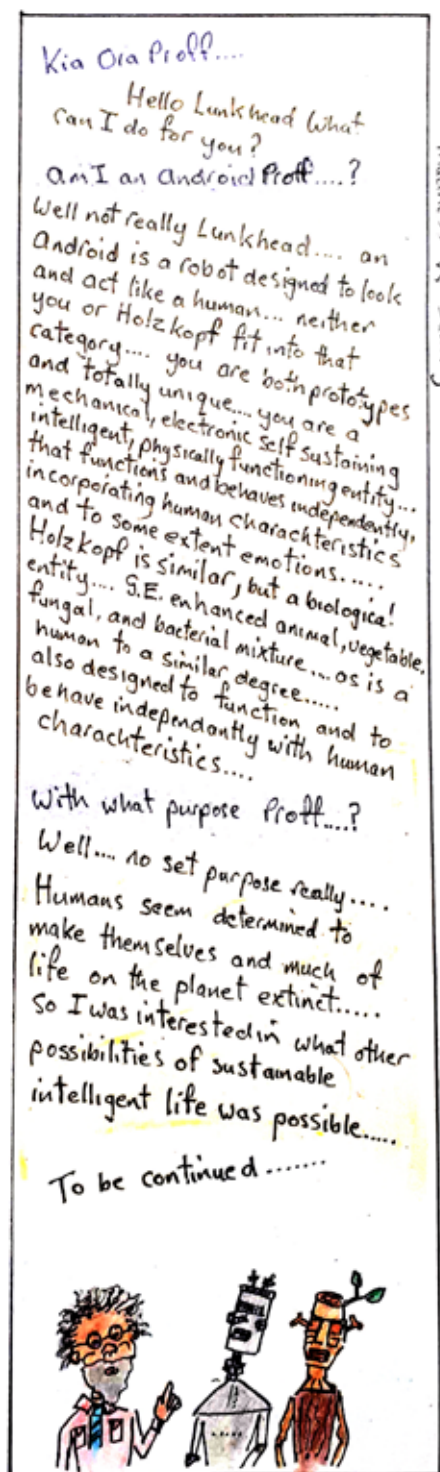 Kia Ora Proff....
Hello Lunkhead What
can I do for you?
am I an android Proff....?
Well not really Lunkhead.... an
Android is a robot designed to look
and act like a human... neither
you or Holzkopf fit into that
category.... you are both prototypes
and totally unique.... you are a
mechanical, electronic self sustaining
intelligent, physically functioning entity...
that functions and behaves independently,
incorporating human charachteristics
and to some extent emotions.....
Holzkopf is similar, but a biological
entity.... S.E. enhanced animal, vegetable,
fungal, and bacterial mixture.... as is a
human to a similar degree.....
also designed to function and to
behave independantly with human
charachteristics....
With what purpose Proff....?
Well.... no set purpose really....
Humans seem determined to
make themselves and much of
life on the planet extinct.....
So I was interested in what other
possibilities of sustainable
intelligent life was possible.....
To be continued.......